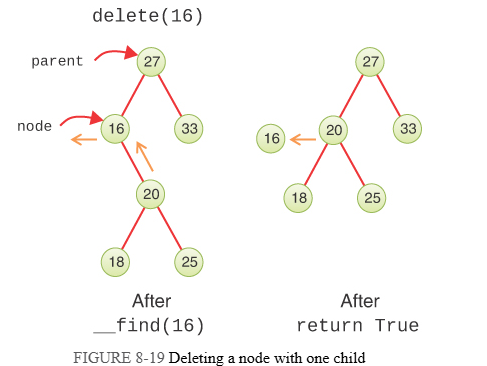 delete(16)
parent
27
27
node
16
33
16
20
33
20
18
25
18
25
After
__find(16)
After
return True
FIGURE 8-19 Deleting a node with one child